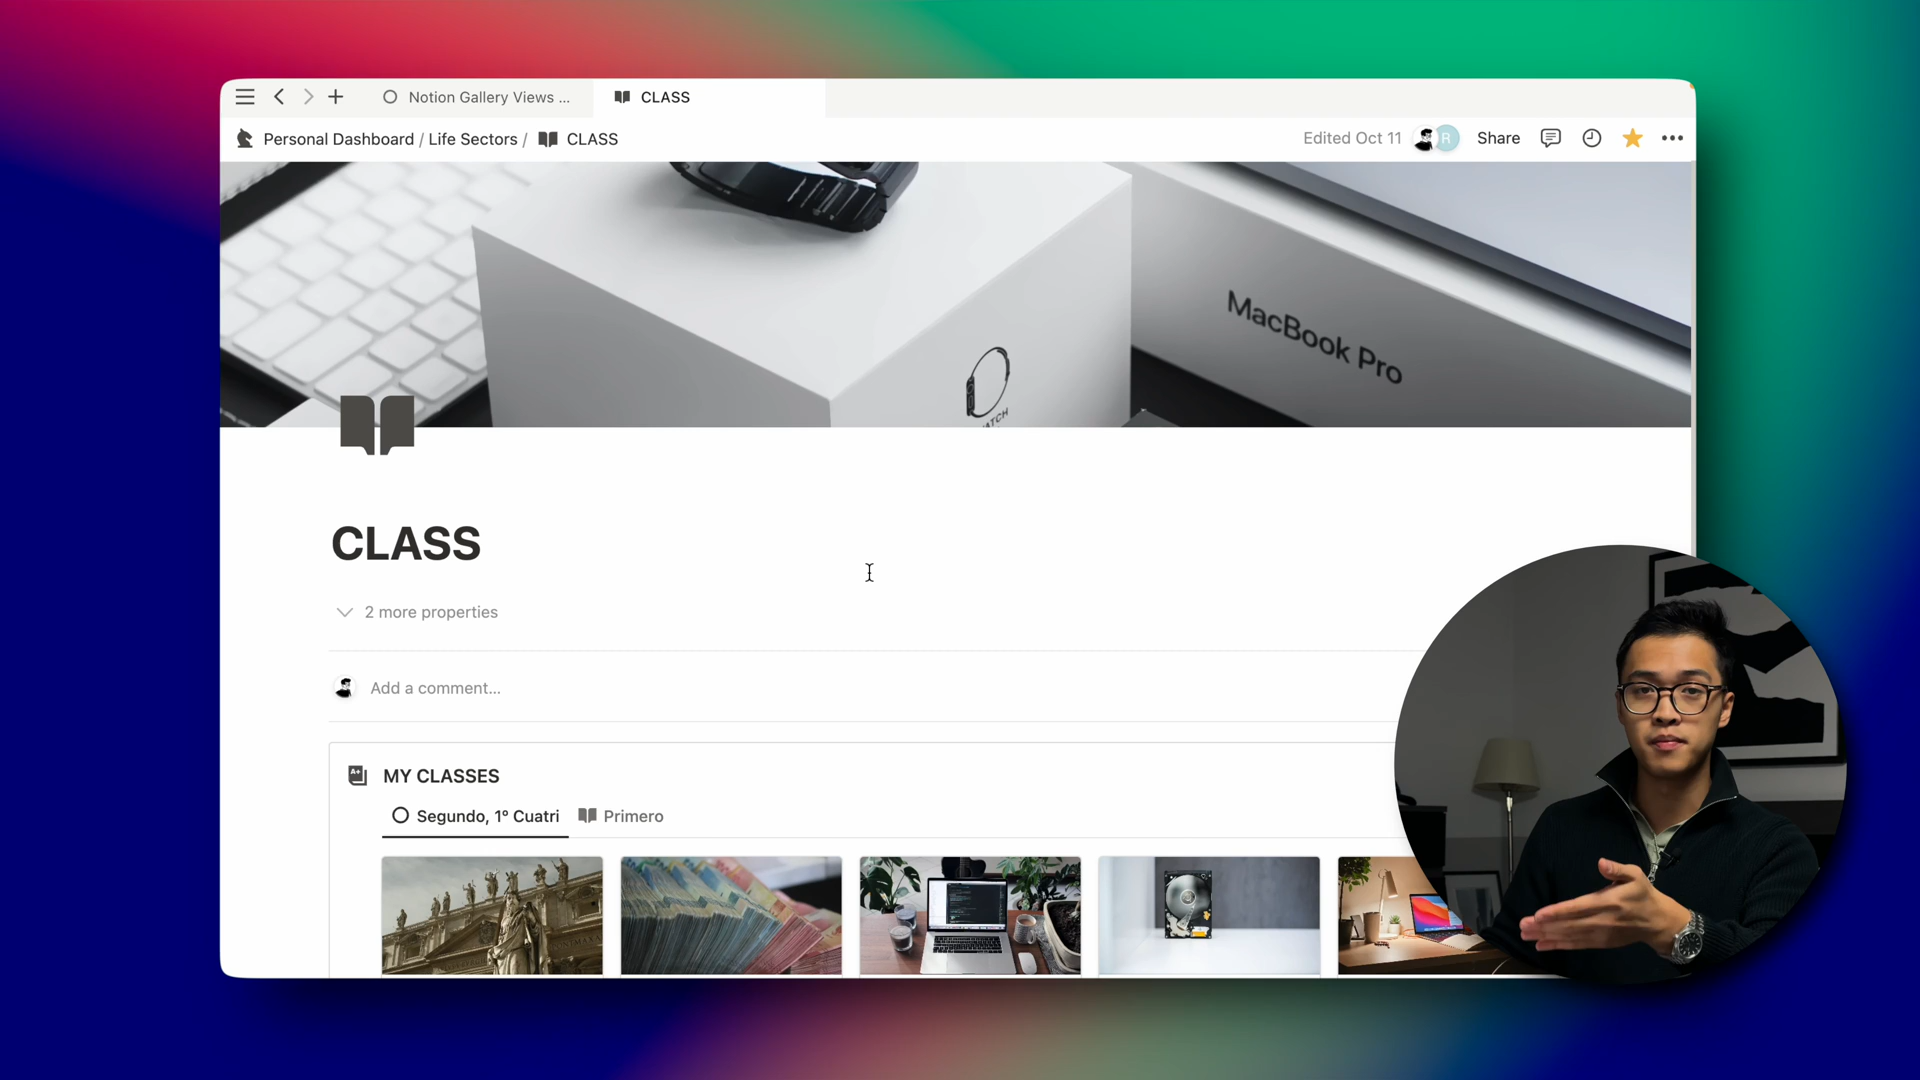 Notion Gallery Views ...
CLASS
Personal Dashboard / Life Sectors / CLASS
Edited Oct 11
R
Share
MacBook Pro
WATCH
CLASS
2 more properties
Add a comment...
A+
MY CLASSES
Segundo, 1º Cuatri
Primero